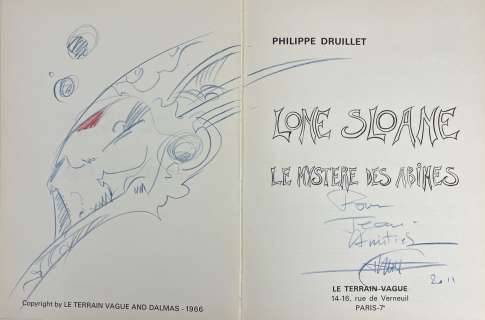 Copyright by LE TERRAIN VAGUE AND DALMAS - 1966
PHILIPPE DRUILLET
LONE SLOANE
LE MYSTERE DES ABIMES
Pour
Jean-
Amitiés
2011
LE TERRAIN VAGUE
14-16, rue de Verneuil
PARIS-7e